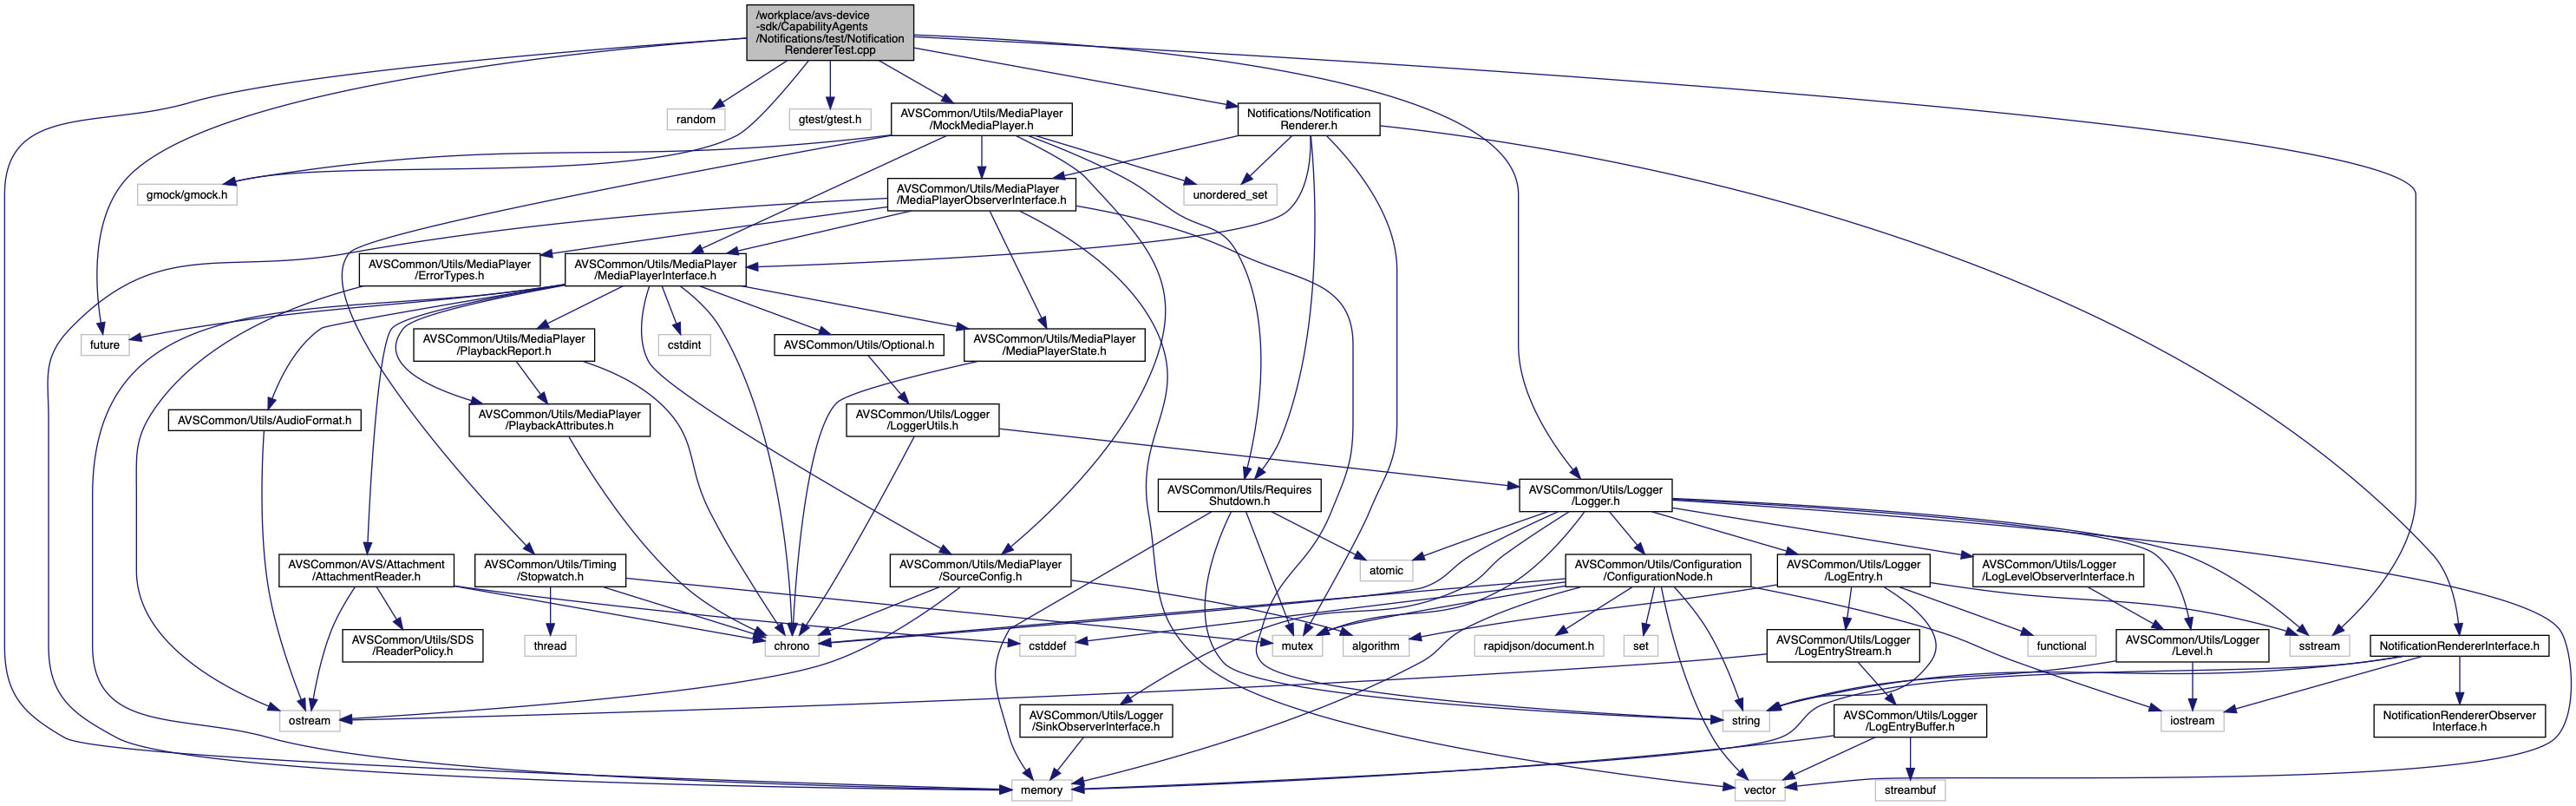 /workplace/avs-device
-sdk/CapabilityAgents
/Notifications/test/Notification
RendererTest.cpp
random
gtest/gtest.h
AVSCommon/Utils/MediaPlayer
/MockMediaPlayer.h
Notifications/Notification
Renderer.h
gmock/gmock.h
AVSCommon/Utils/MediaPlayer
/MediaPlayerObserverInterface.h
unordered_set
AVSCommon/Utils/MediaPlayer
/ErrorTypes.h
AVSCommon/Utils/MediaPlayer
/MediaPlayerInterface.h
future
AVSCommon/Utils/MediaPlayer
/PlaybackReport.h
cstdint
AVSCommon/Utils/Optional.h
AVSCommon/Utils/MediaPlayer
/MediaPlayerState.h
AVSCommon/Utils/AudioFormat.h
AVSCommon/Utils/MediaPlayer
/PlaybackAttributes.h
AVSCommon/Utils/Logger
/LoggerUtils.h
AVSCommon/Utils/Requires
Shutdown.h
AVSCommon/Utils/Logger
/Logger.h
AVSCommon/AVS/Attachment
/AttachmentReader.h
AVSCommon/Utils/Timing
/Stopwatch.h
AVSCommon/Utils/MediaPlayer
/SourceConfig.h
atomic
AVSCommon/Utils/Configuration
/ConfigurationNode.h
AVSCommon/Utils/Logger
/LogEntry.h
AVSCommon/Utils/Logger
/LogLevelObserverInterface.h
AVSCommon/Utils/SDS
/ReaderPolicy.h
thread
chrono
cstddef
mutex
algorithm
rapidjson/document.h
set
AVSCommon/Utils/Logger
/LogEntryStream.h
functional
AVSCommon/Utils/Logger
/Level.h
sstream
NotificationRendererInterface.h
ostream
AVSCommon/Utils/Logger
/SinkObserverInterface.h
string
AVSCommon/Utils/Logger
/LogEntryBuffer.h
iostream
NotificationRendererObserver
Interface.h
memory
vector
streambuf